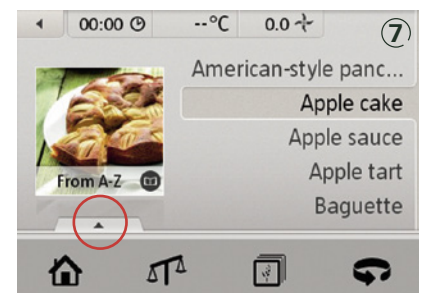 00:00 --°C 0.0
⑦
American-style panc...
Apple cake
Apple sauce
Apple tart
From A-Z
Baguette